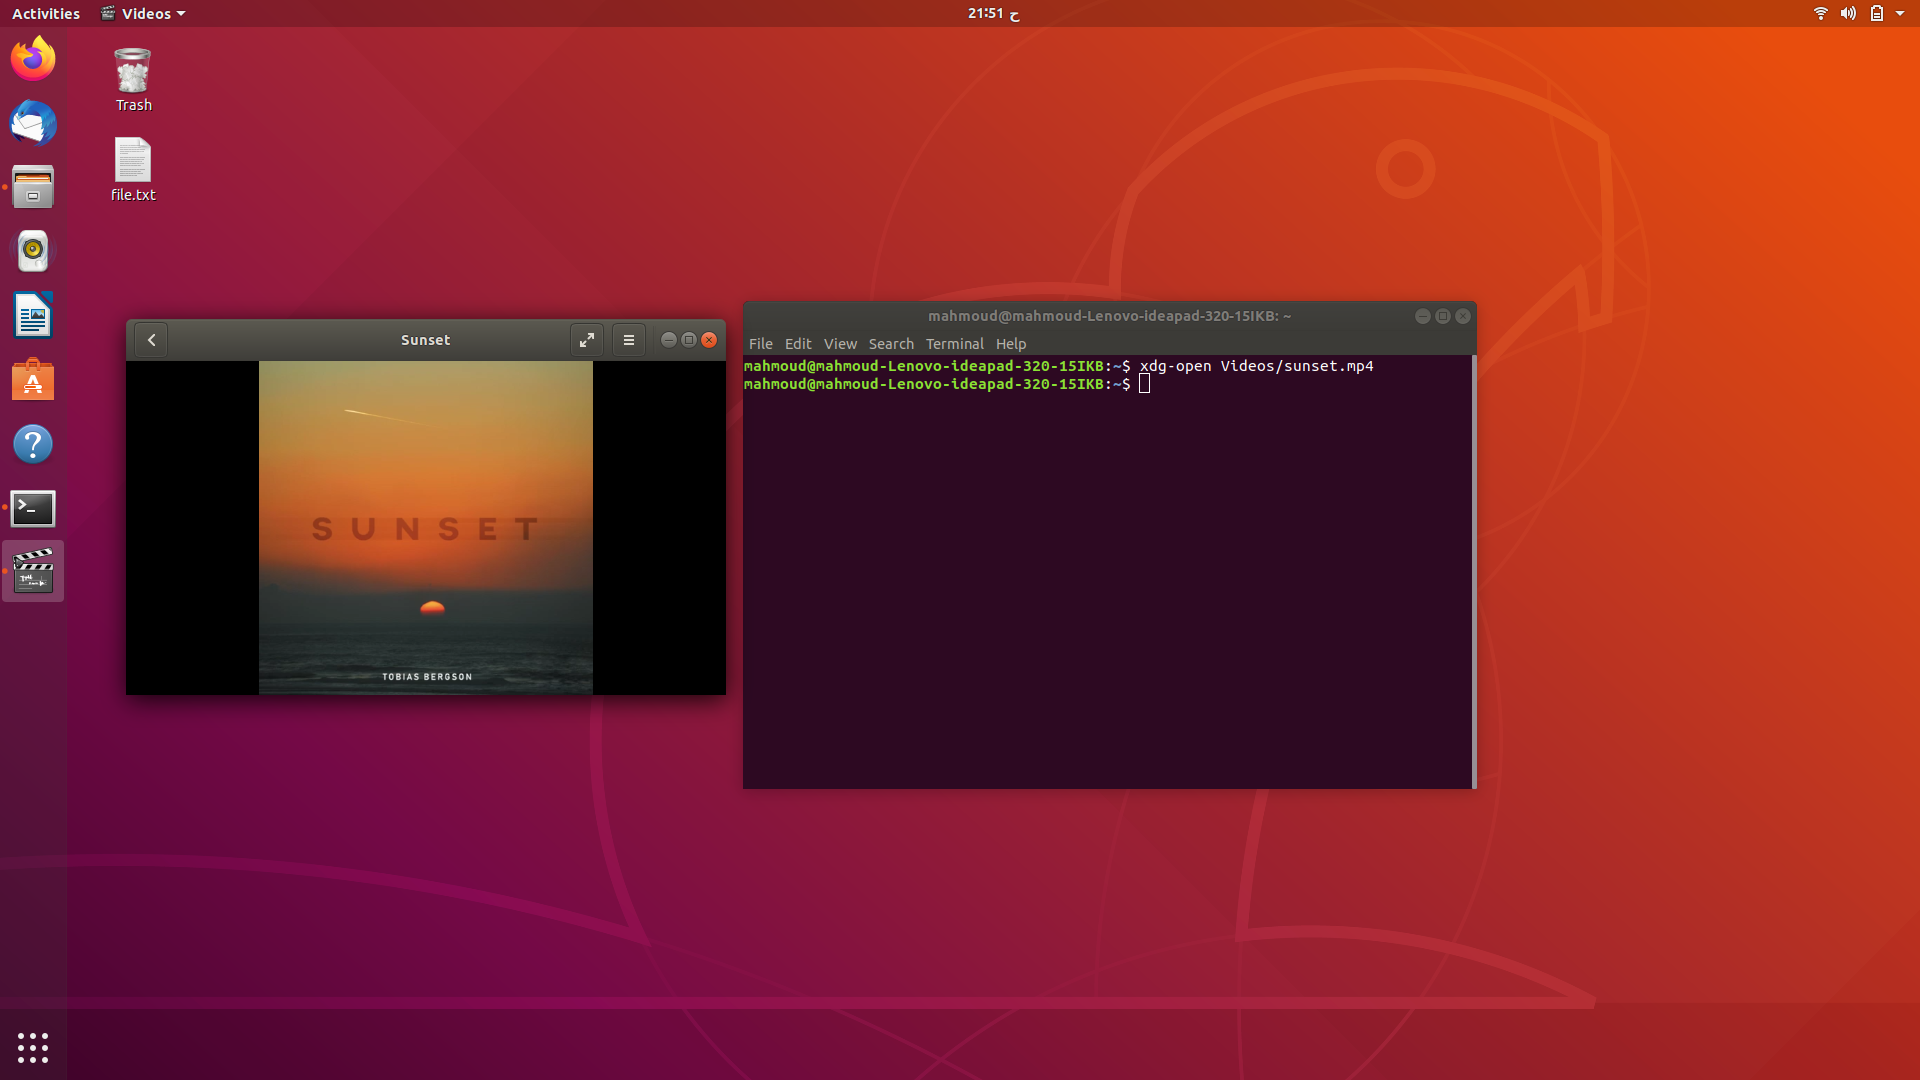 Activities Videos 21:51 ح
Trash
file.txt
Sunset
SUNSET
TOBIAS BERGSON
mahmoud@mahmoud-Lenovo-ideapad-320-15IKB: ~
File Edit View Search Terminal Help
mahmoud@mahmoud-Lenovo-ideapad-320-15IKB:~$ xdg-open Videos/sunset.mp4
mahmoud@mahmoud-Lenovo-ideapad-320-15IKB:~$